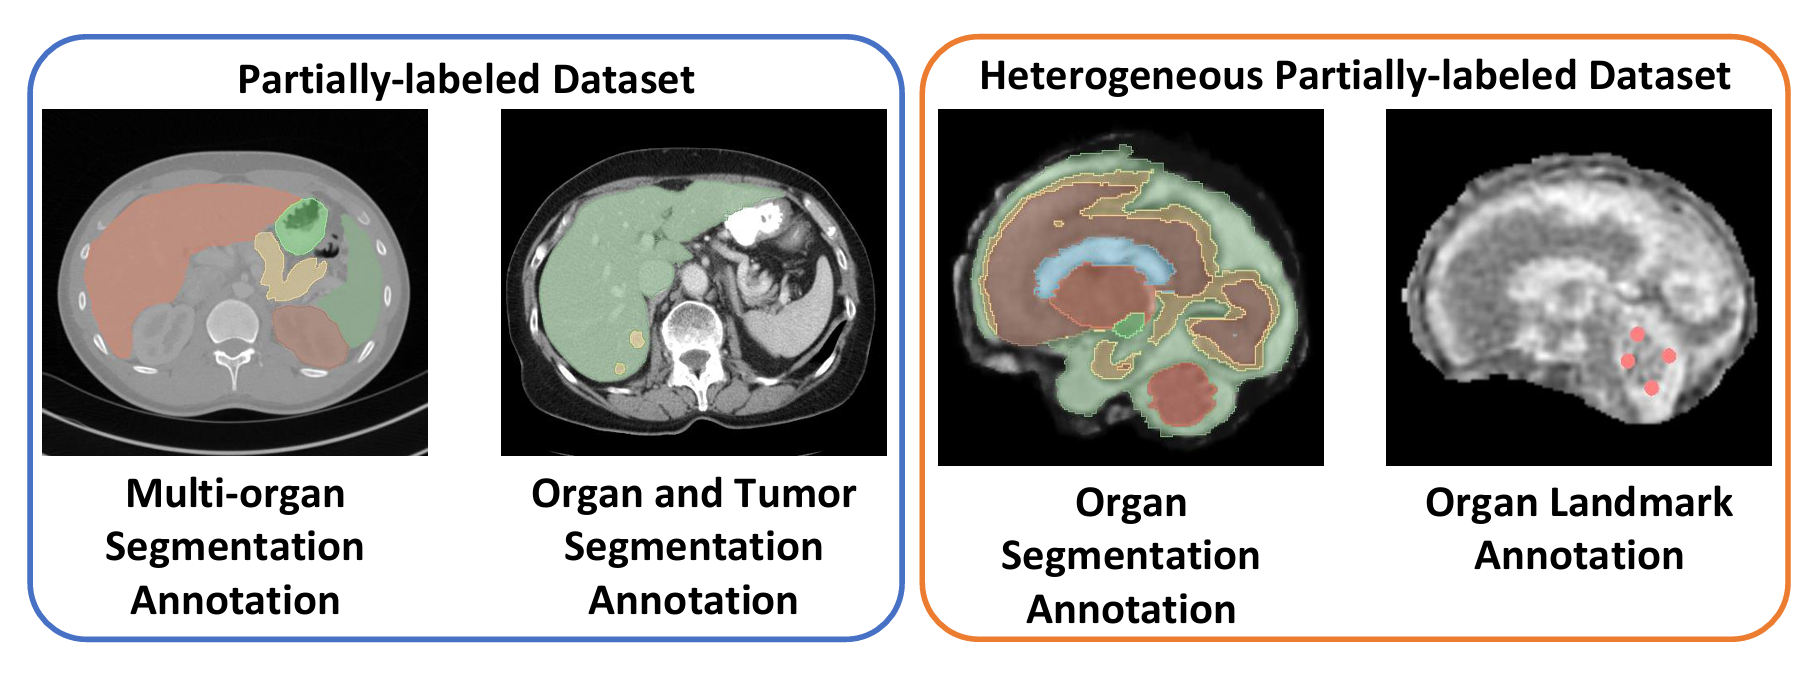 Partially-labeled Dataset
Multi-organ
Segmentation
Annotation
Organ and Tumor
Segmentation
Annotation
Heterogeneous Partially-labeled Dataset
Organ
Segmentation
Annotation
Organ Landmark
Annotation